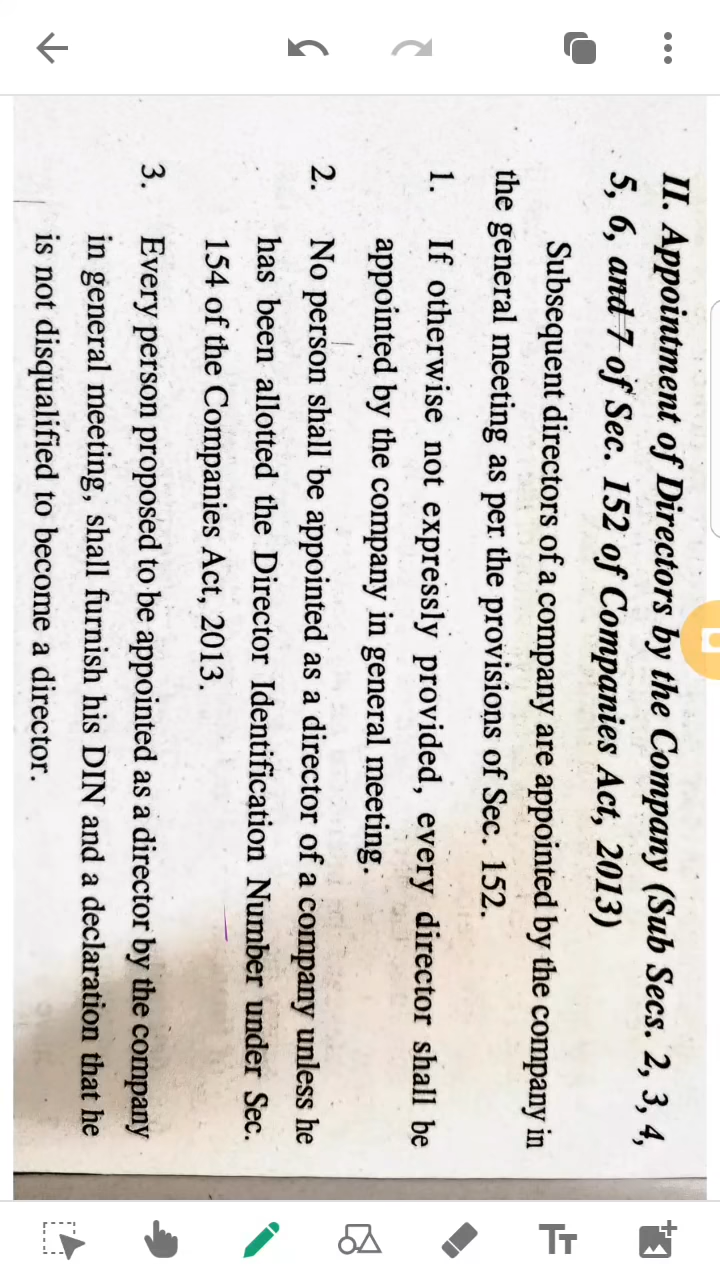 II. Appointment of Directors by the Company (Sub Secs. 2, 3, 4,
5, 6, and 7 of Sec. 152 of Companies Act, 2013)
Subsequent directors of a company are appointed by the company in
the general meeting as per the provisions of Sec. 152.
1. If otherwise not expressly provided, every director shall be
appointed by the company in general meeting.
2. No person shall be appointed as a director of a company unless he
has been allotted the Director Identification Number under Sec.
154 of the Companies Act, 2013.
3. Every person proposed to be appointed as a director by the company
in general meeting, shall furnish his DIN and a declaration that he
is not disqualified to become a director.
TT